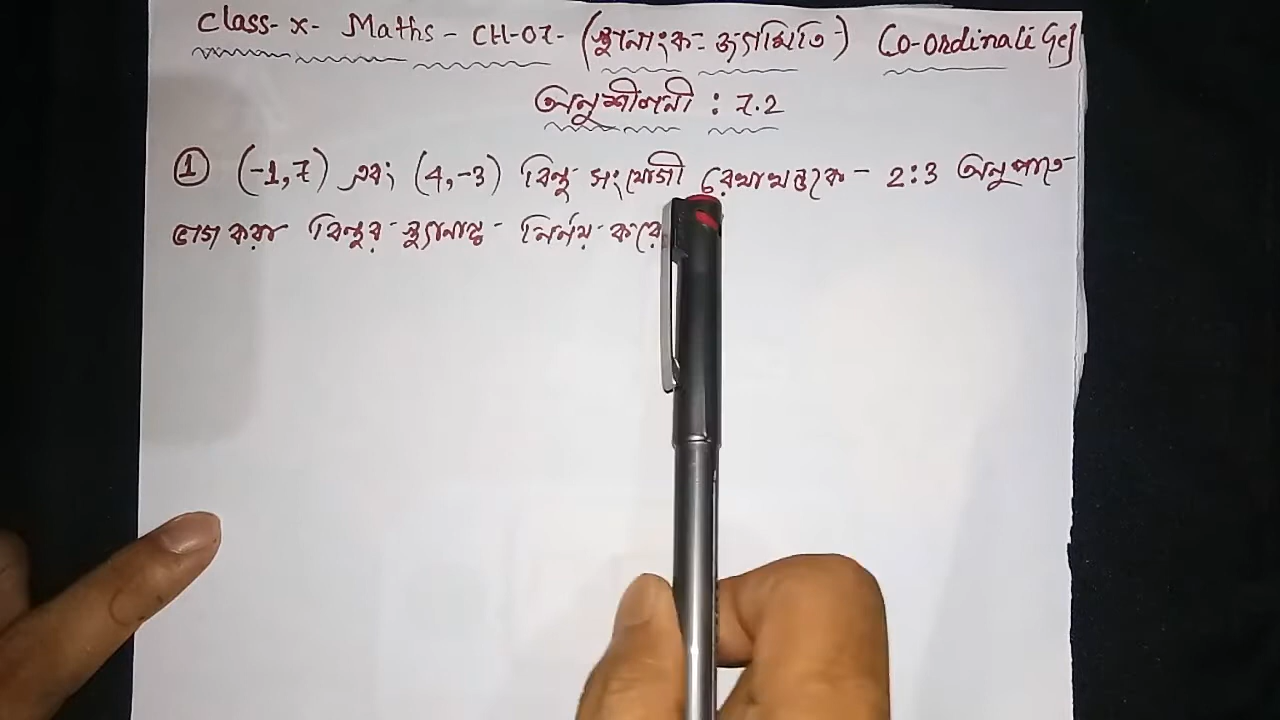 Class-X- Maths- CH-07- (স্থানাংক- জ্যামিতি-) Co-ordinate Geo
অনুশীলনী : 7.2
① (-1,7) এবং (4,-3) বিন্দু সংযোগী রেখাখণ্ডকে- 2:3 অনুপাতে
ভাগ করা বিন্দুর স্থানাঙ্ক- নির্ণয় করো